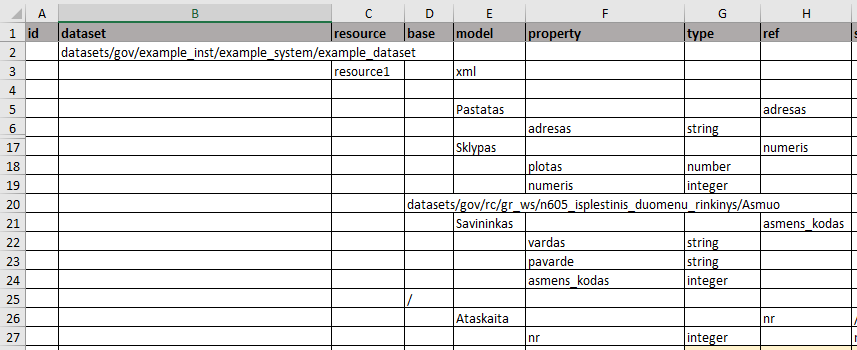 A B C D E F G H
1 id dataset resource base model property type ref s
2 datasets/gov/example_inst/example_system/example_dataset
3 resource1 xml
4
5 Pastatas adresas
6 adresas string
17 Sklypas numeris
18 plotas number
19 numeris integer
20 datasets/gov/rc/gr_ws/n605_isplestinis_duomenu_rinkinys/Asmuo
21 Savininkas asmens_kodas
22 vardas string
23 pavarde string
24 asmens_kodas integer
25 /
26 Ataskaita nr /
27 nr integer